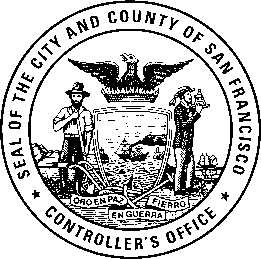 SEAL OF THE CITY AND COUNTY OF SAN FRANCISCO
ORO EN PAZ
FIERRO
EN GUERRA
★ CONTROLLER'S OFFICE ★